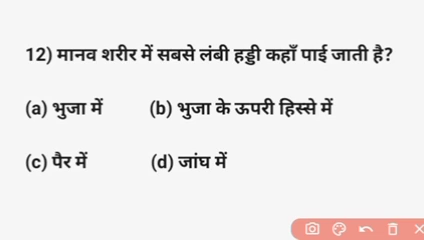 12) मानव शरीर में सबसे लंबी हड्डी कहाँ पाई जाती है?
(a) भुजा में (b) भुजा के ऊपरी हिस्से में
(c) पैर में (d) जांघ में